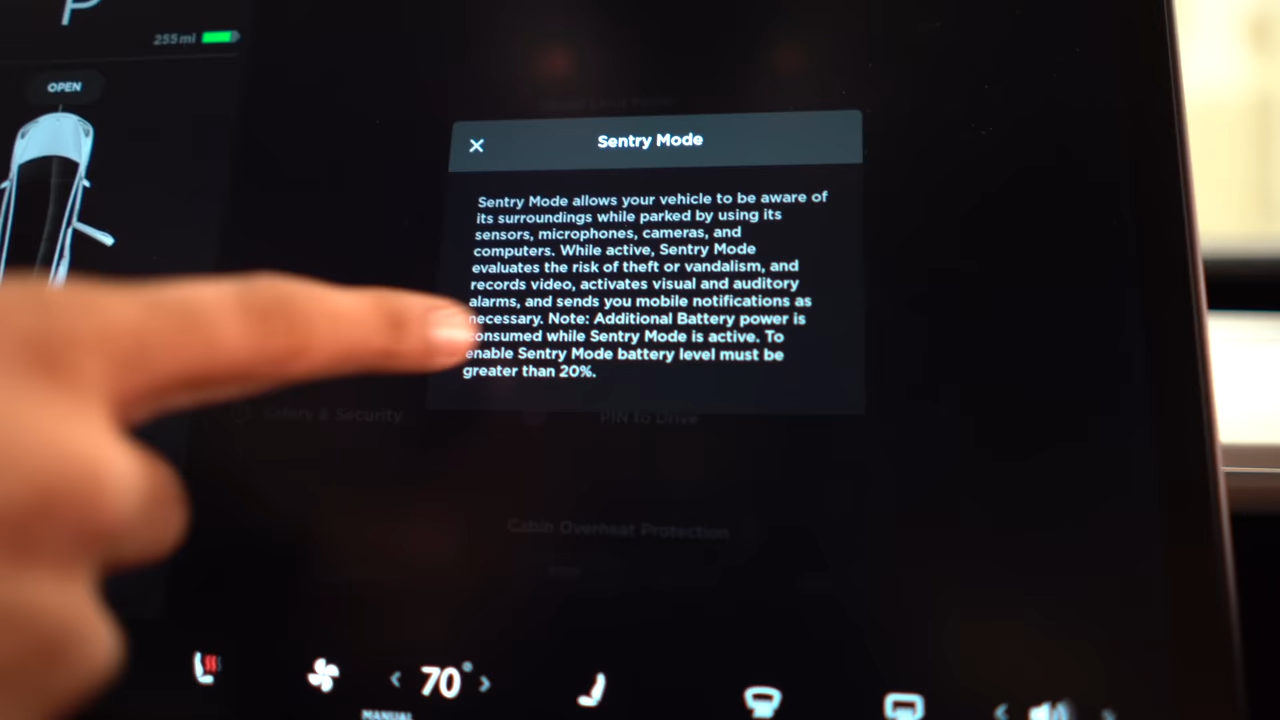 P
255mi
OPEN
Sentry Mode
Sentry Mode allows your vehicle to be aware of
its surroundings while parked by using its
sensors, microphones, cameras, and
computers. While active, Sentry Mode
evaluates the risk of theft or vandalism, and
records video, activates visual and auditory
alarms, and sends you mobile notifications as
necessary. Note: Additional Battery power is
consumed while Sentry Mode is active. To
enable Sentry Mode battery level must be
greater than 20%.
Safety & Security
PIN to Drive
Cabin Overheat Protection
70°
MANUAL